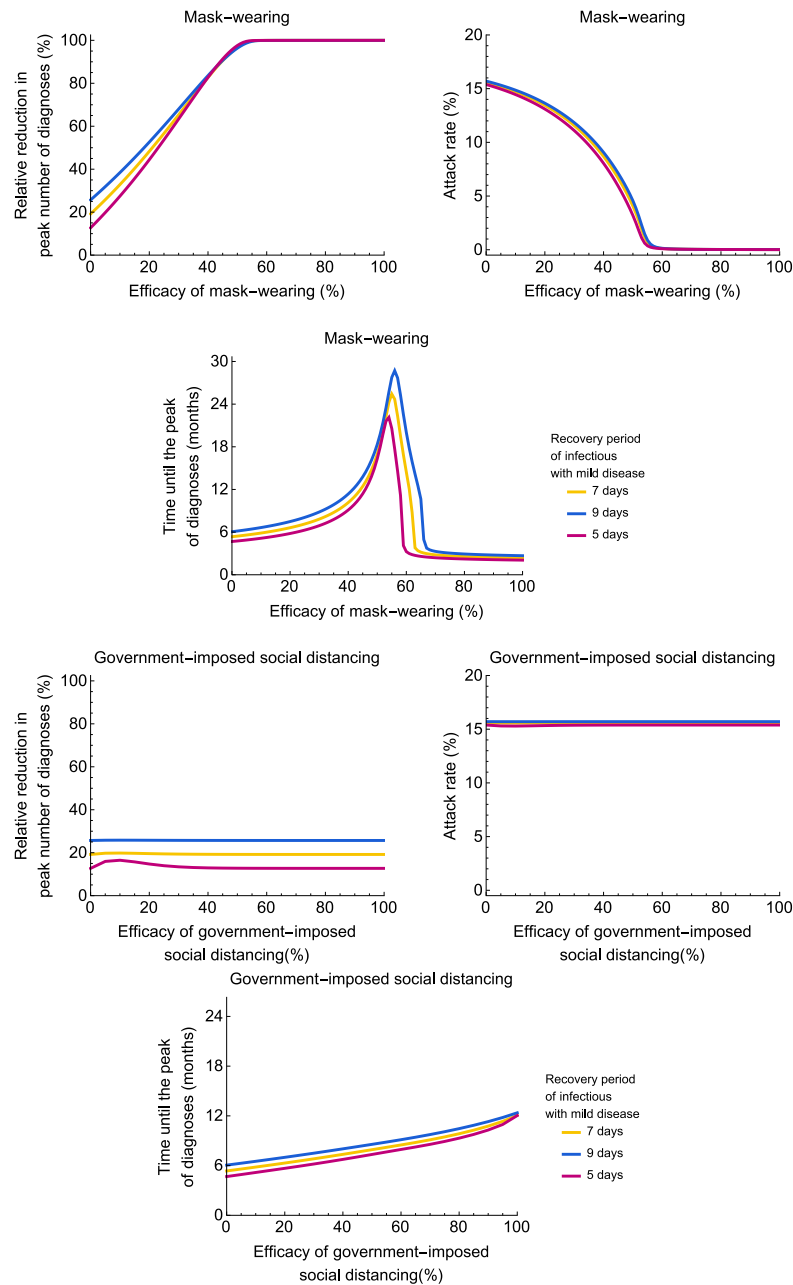 Mask−wearing
Relative reduction in
peak number of diagnoses (%)
100
80
60
40
20
0
0 20 40 60 80 100
Efficacy of mask−wearing (%)
Mask−wearing
Attack rate (%)
20
15
10
5
0
0 20 40 60 80 100
Efficacy of mask−wearing (%)
Mask−wearing
Time until the peak
of diagnoses (months)
30
24
18
12
6
0
0 20 40 60 80 100
Efficacy of mask−wearing (%)
Recovery period
of infectious
with mild disease
7 days
9 days
5 days
Government−imposed social distancing
Relative reduction in
peak number of diagnoses (%)
100
80
60
40
20
0
0 20 40 60 80 100
Efficacy of government−imposed
social distancing(%)
Government−imposed social distancing
Attack rate (%)
20
15
10
5
0
0 20 40 60 80 100
Efficacy of government−imposed
social distancing(%)
Government−imposed social distancing
Time until the peak
of diagnoses (months)
24
18
12
6
0
0 20 40 60 80 100
Efficacy of government−imposed
social distancing(%)
Recovery period
of infectious
with mild disease
7 days
9 days
5 days